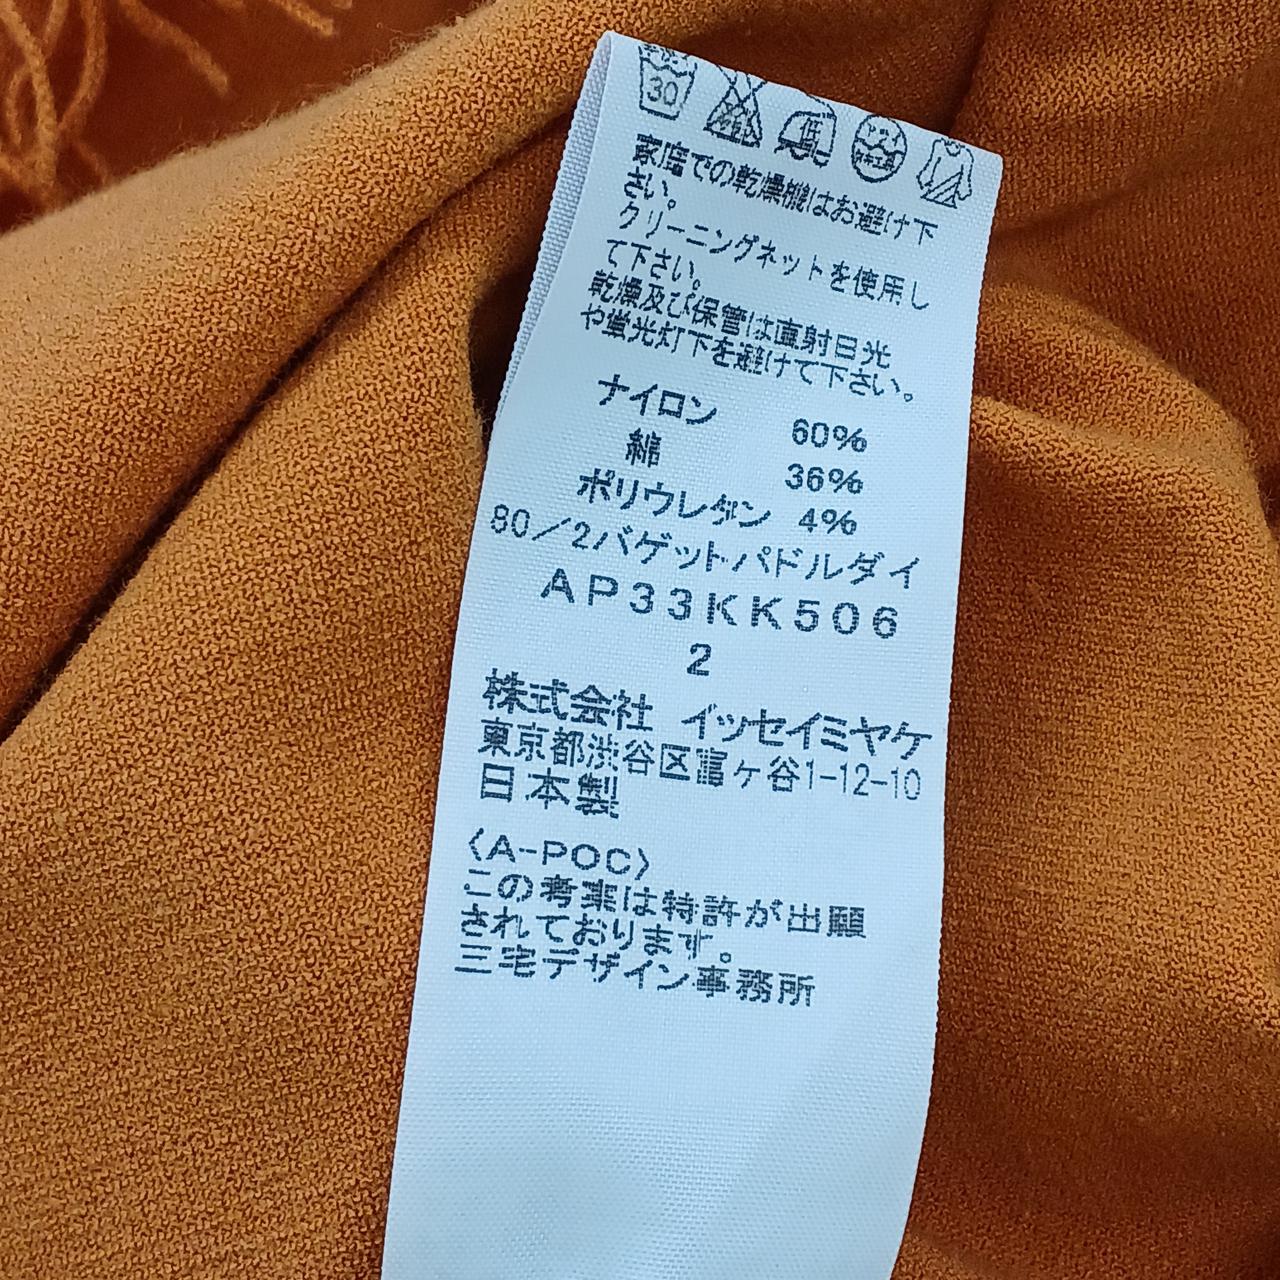 30
低
家庭での乾燥機はお避け下
さい。
クリーニングネットを使用し
て下さい。
乾燥及び保管は直射日光
や蛍光灯下を避けて下さい。
ナイロン 60%
綿 36%
ポリウレタン 4%
80/2バゲットパドルダイ
AP33KK506
2
株式会社 イッセイミヤケ
東京都渋谷区富ヶ谷1-12-10
日本製
〈A-POC〉
この考案は特許が出願
されております。
三宅デザイン事務所